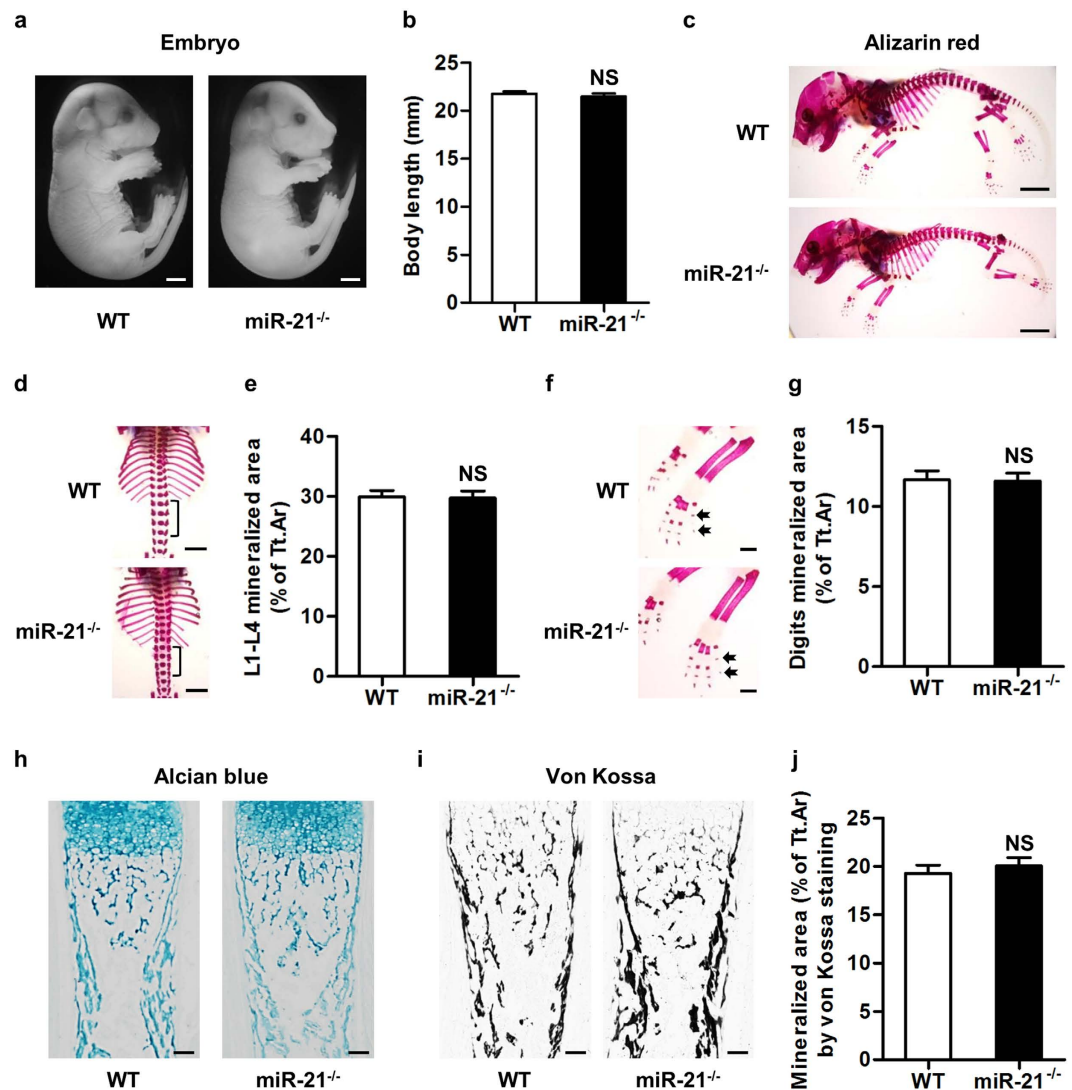 a
Embryo
WT
miR-21-/-
b
Body length (mm)
25
20
15
10
5
0
NS
WT
miR-21-/-
c
Alizarin red
WT
miR-21-/-
d
WT
miR-21-/-
e
L1-L4 mineralized area
(% of Tt.Ar)
40
30
20
10
0
NS
WT
miR-21-/-
f
WT
miR-21-/-
g
Digits mineralized area
(% of Tt.Ar)
15
10
5
0
NS
WT
miR-21-/-
h
Alcian blue
WT
miR-21-/-
i
Von Kossa
WT
miR-21-/-
j
Mineralized area (% of Tt.Ar)
by von Kossa staining
25
20
15
10
5
0
NS
WT
miR-21-/-